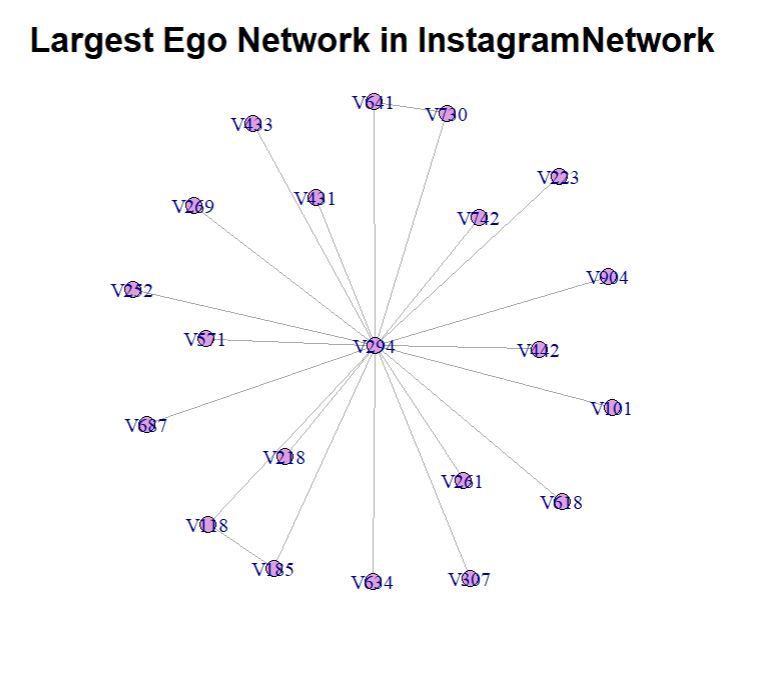 Largest Ego Network in InstagramNetwork
V641
V730
V433
V223
V431
V269
V742
V904
V252
V571
V294
V442
V101
V687
V218
V261
V618
V118
V185
V634
V307